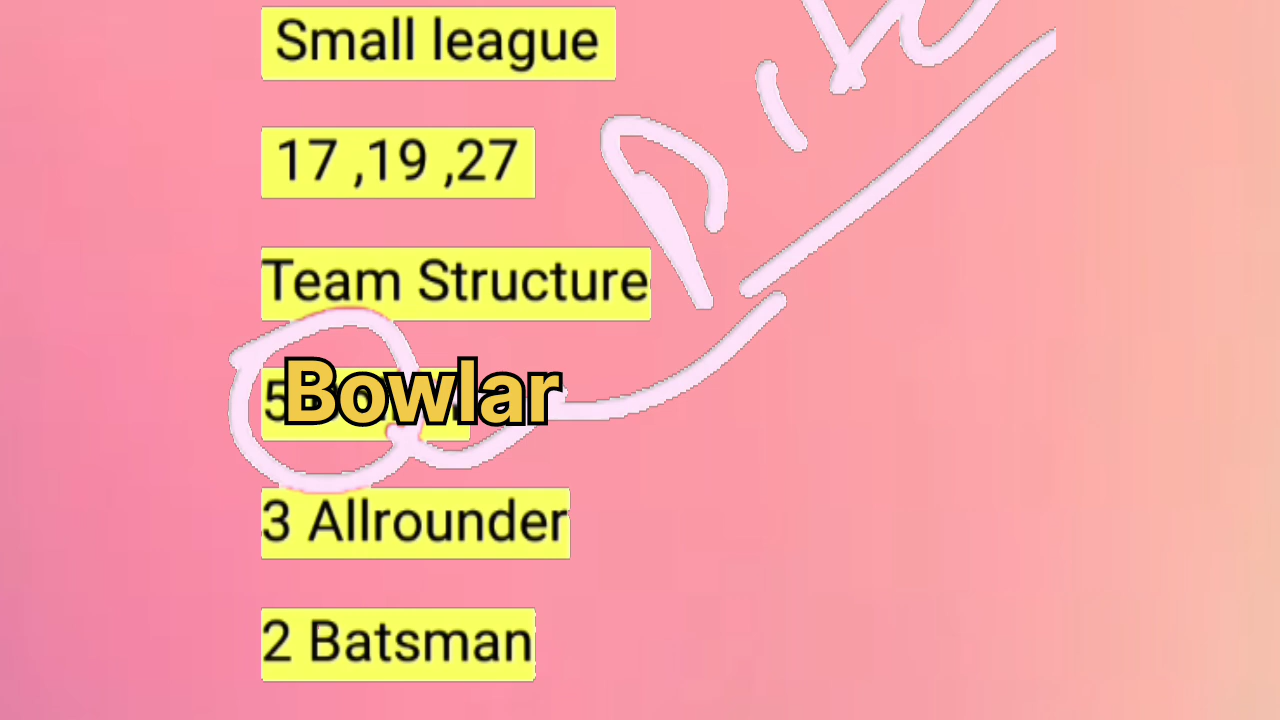 Small league
17 ,19 ,27
Team Structure
5 Bowlar
3 Allrounder
2 Batsman